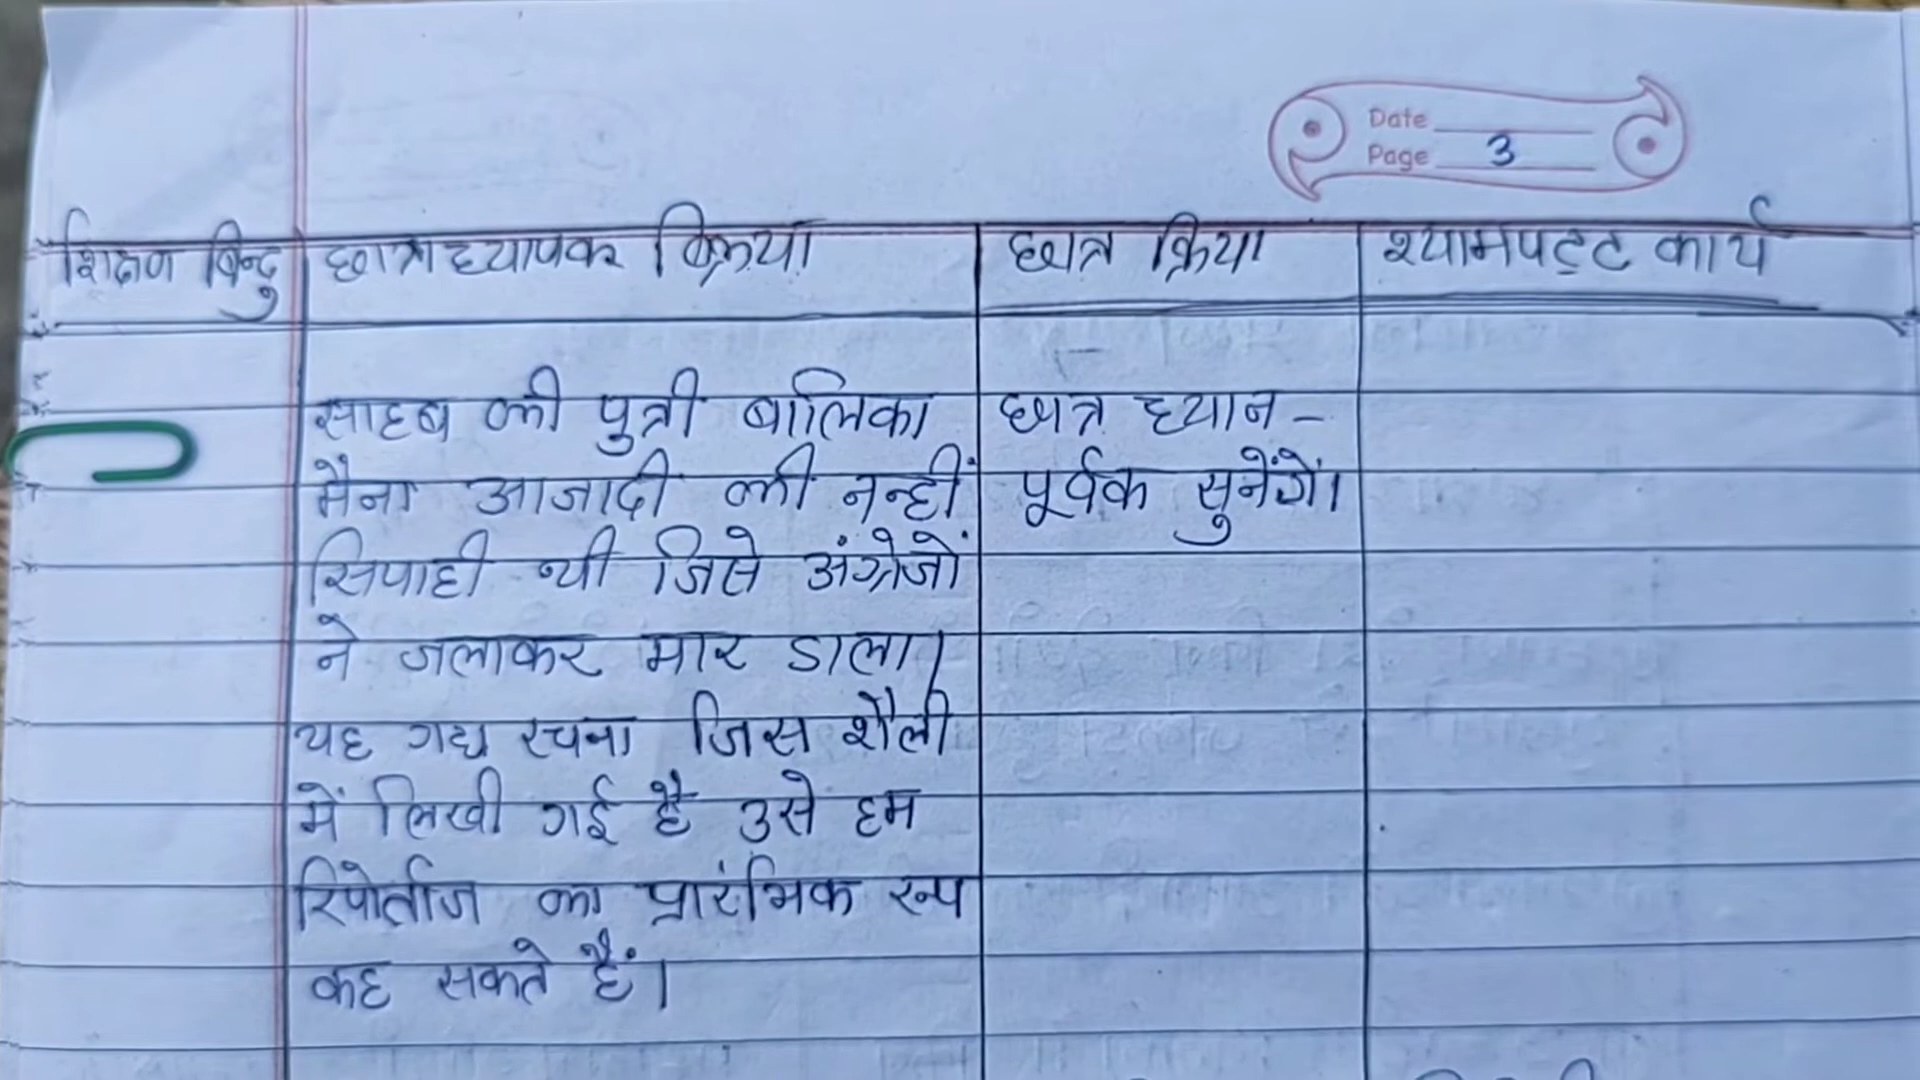 Date
Page 3
शिक्षण बिन्दु छात्राध्यापक क्रिया छात्र क्रिया श्यामपट्ट कार्य
साहब की पुत्री बालिका छात्र ध्यान-
मैना आजादी की नन्हीं पूर्वक सुनेंगें।
सिपाही थी जिसे अंग्रेजों
ने जलाकर मार डाला।
यह गद्य रचना जिस शैली
में लिखी गई है उसे हम
रिपोर्ताज का प्रारंभिक रूप
कह सकते हैं।